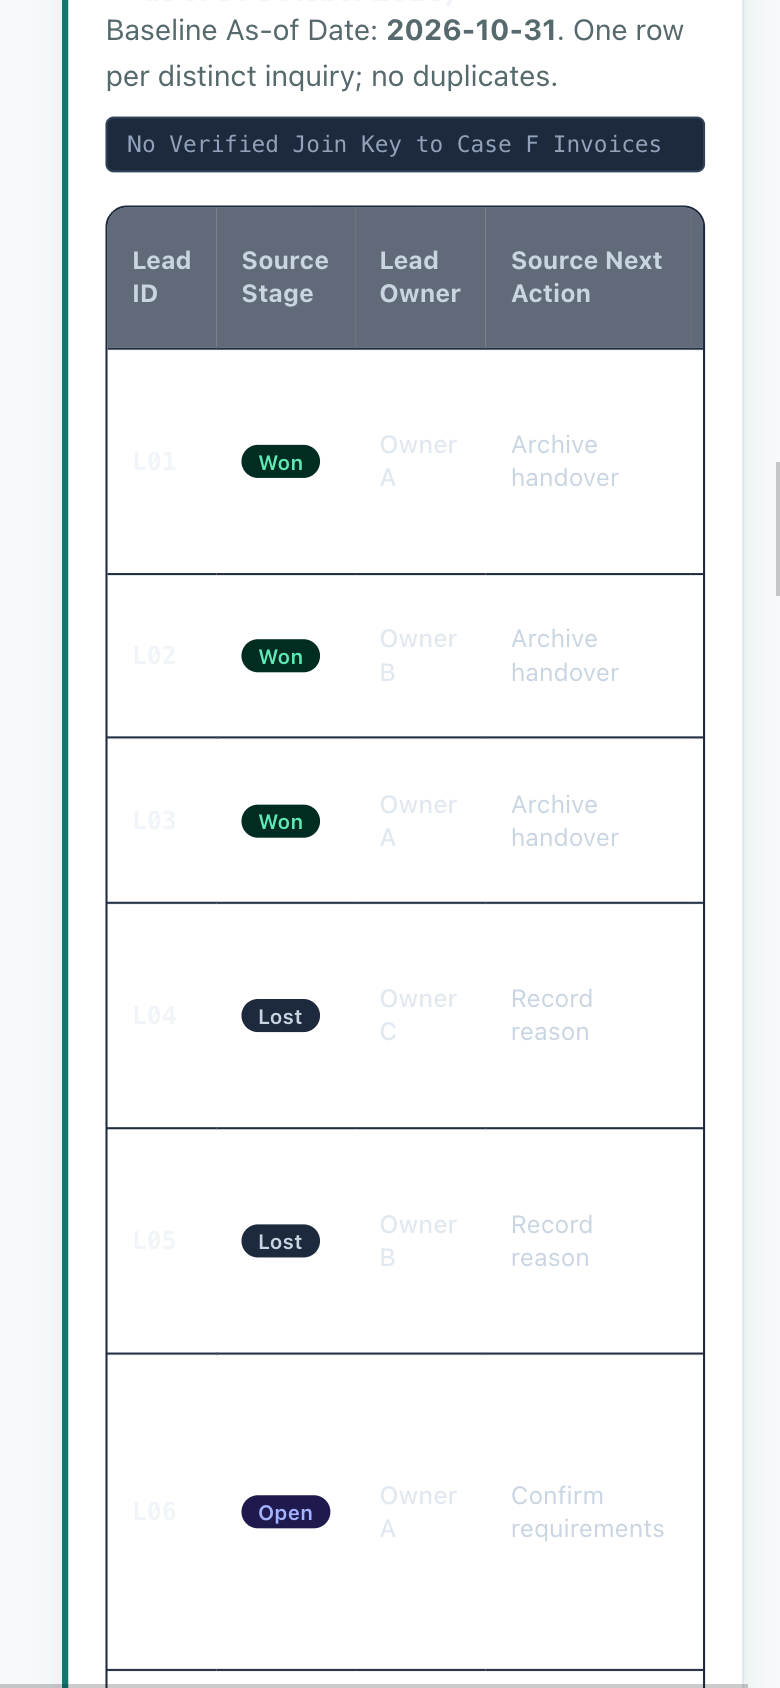 Baseline As-of Date: 2026-10-31. One row
per distinct inquiry; no duplicates.
No Verified Join Key to Case F Invoices
Lead ID
Source Stage
Lead Owner
Source Next Action
L01
Won
Owner A
Archive handover
L02
Won
Owner B
Archive handover
L03
Won
Owner A
Archive handover
L04
Lost
Owner C
Record reason
L05
Lost
Owner B
Record reason
L06
Open
Owner A
Confirm requirements